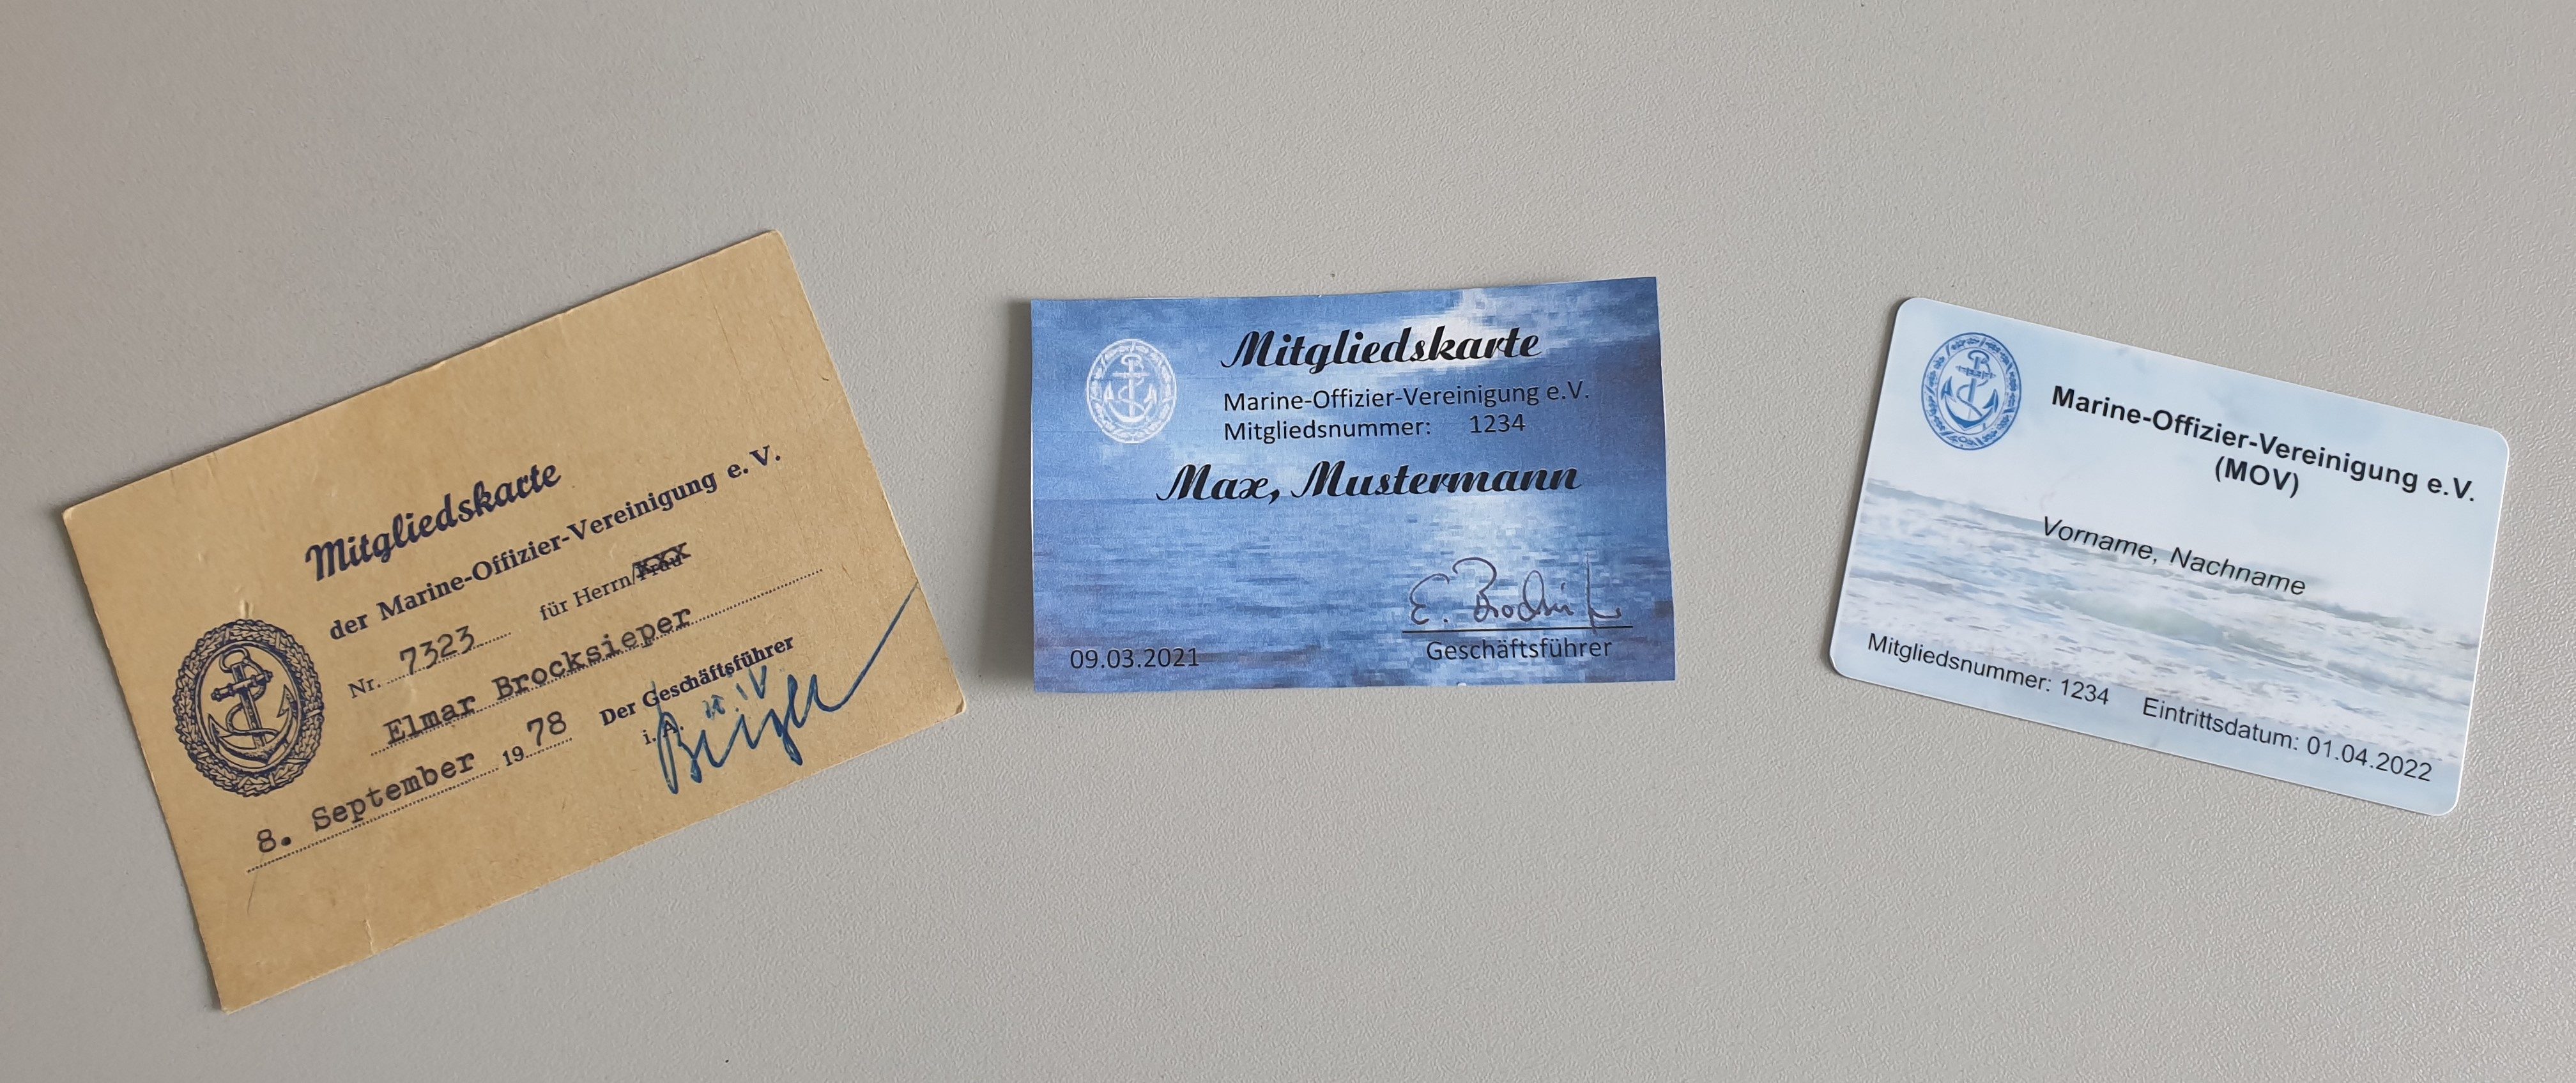 Mitgliedskarte
der Marine-Offizier-Vereinigung e. V.
Nr. 7323 für Herrn/Frau
Elmar Brocksieper
8. September 1978 Der Geschäftsführer
i. A.
Mitgliedskarte
Marine-Offizier-Vereinigung e.V.
Mitgliedsnummer: 1234
Max, Mustermann
E. Brocksieper
09.03.2021 Geschäftsführer
Marine-Offizier-Vereinigung e.V.
(MOV)
Vorname, Nachname
Mitgliedsnummer: 1234 Eintrittsdatum: 01.04.2022